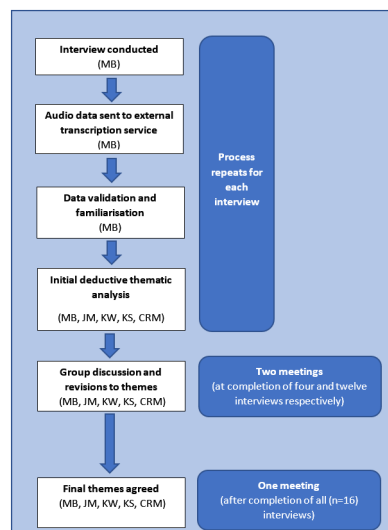 Interview conducted
(MB)
Audio data sent to external
transcription service
(MB)
Process
repeats for
each
interview
Data validation and
familiarisation
(MB)
Initial deductive thematic
analysis
(MB, JM, KW, KS, CRM)
Group discussion and
revisions to themes
(MB, JM, KW, KS, CRM)
Two meetings
(at completion of four and twelve
interviews respectively)
Final themes agreed
(MB, JM, KW, KS, CRM)
One meeting
(after completion of all (n=16)
interviews)